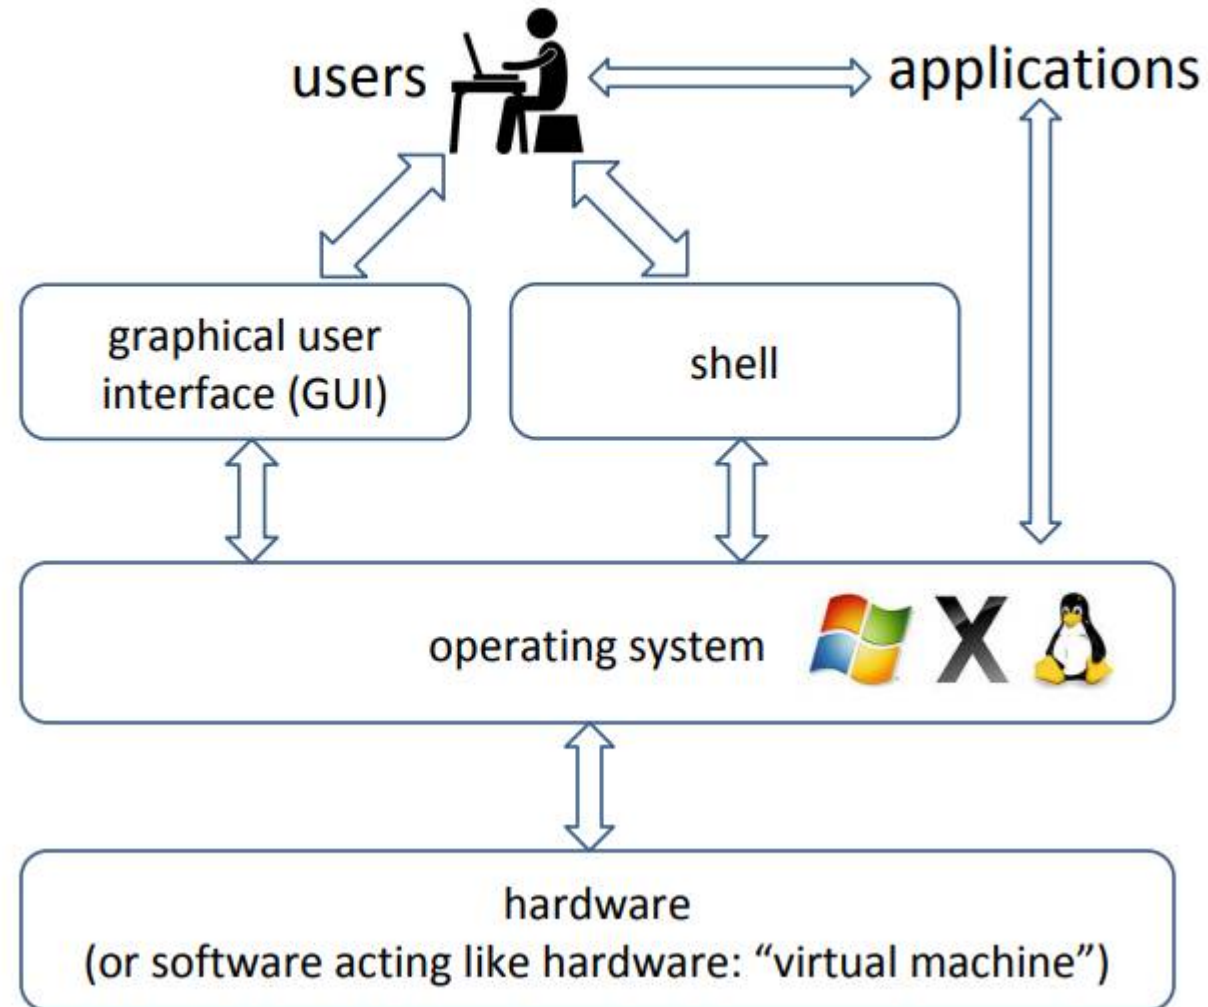 users
applications
graphical user
interface (GUI)
shell
operating system
X
hardware
(or software acting like hardware: “virtual machine”)